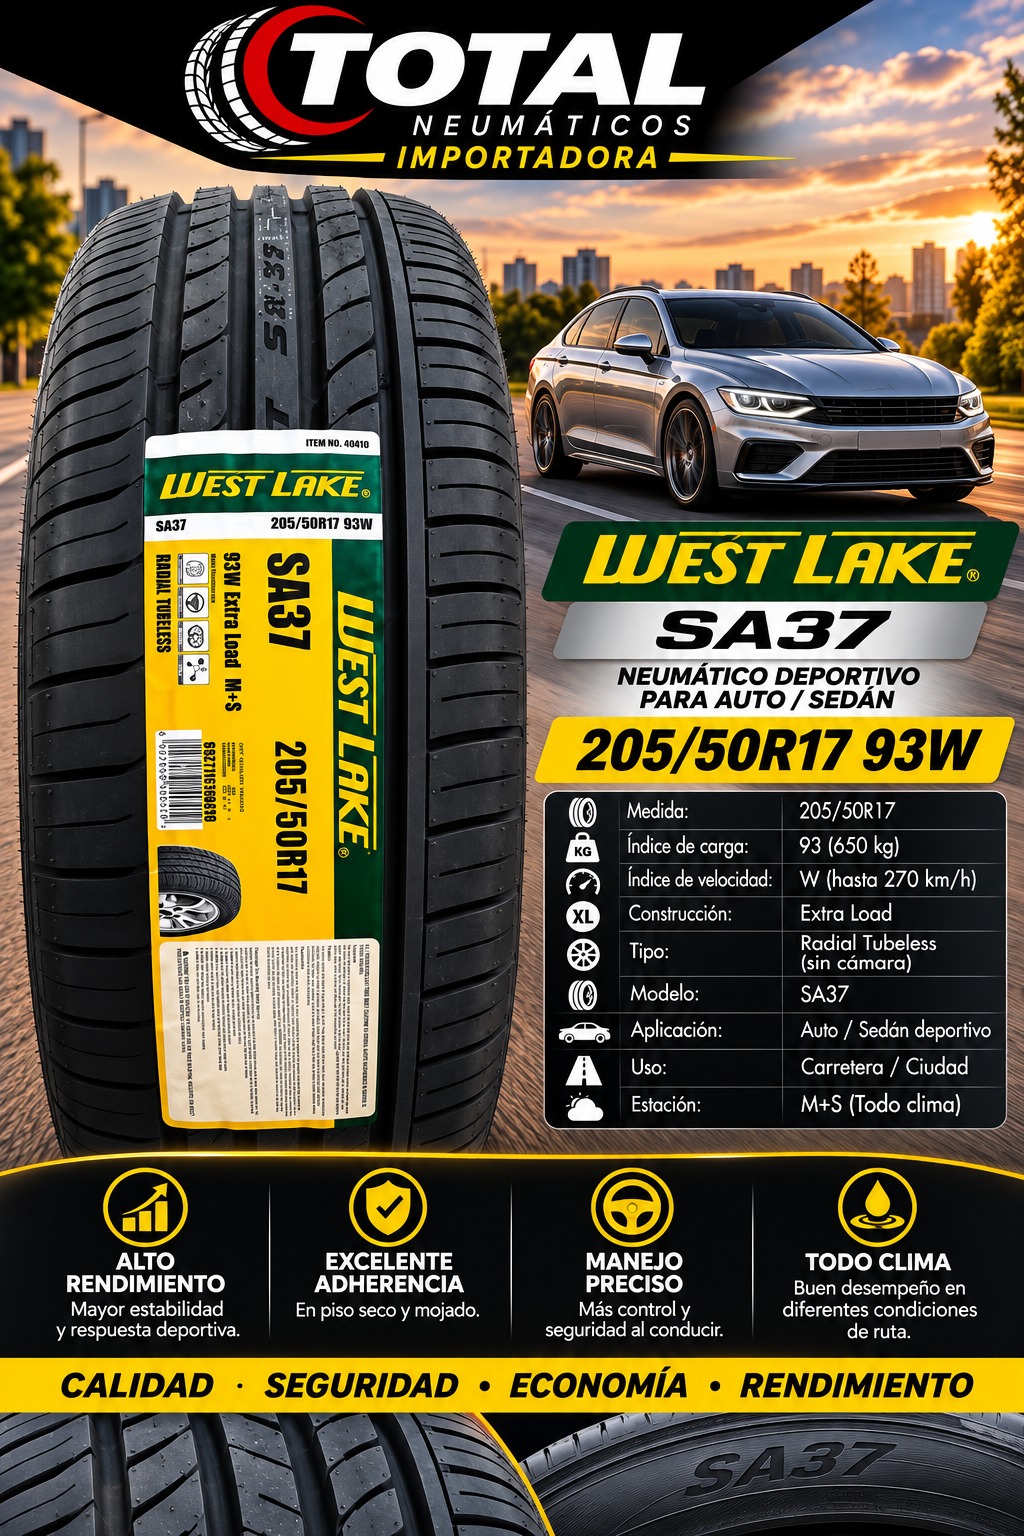 TOTAL
NEUMÁTICOS
IMPORTADORA
ITEM NO. 40410
WEST LAKE®
SA37 205/50R17 93W
SA37
93W Extra Load M+S
RADIAL TUBELESS
WEST LAKE®
205/50R17
WEST LAKE®
SA37
NEUMÁTICO DEPORTIVO
PARA AUTO / SEDÁN
205/50R17 93W
Medida: 205/50R17
Índice de carga: 93 (650 kg)
Índice de velocidad: W (hasta 270 km/h)
XL Construcción: Extra Load
Tipo: Radial Tubeless
(sin cámara)
Modelo: SA37
Aplicación: Auto / Sedán deportivo
Uso: Carretera / Ciudad
Estación: M+S (Todo clima)
KG
ALTO
RENDIMIENTO
Mayor estabilidad
y respuesta deportiva.
EXCELENTE
ADHERENCIA
En piso seco y mojado.
MANEJO
PRECISO
Más control y
seguridad al conducir.
TODO CLIMA
Buen desempeño en
diferentes condiciones
de ruta.
CALIDAD · SEGURIDAD • ECONOMÍA • RENDIMIENTO
SA37